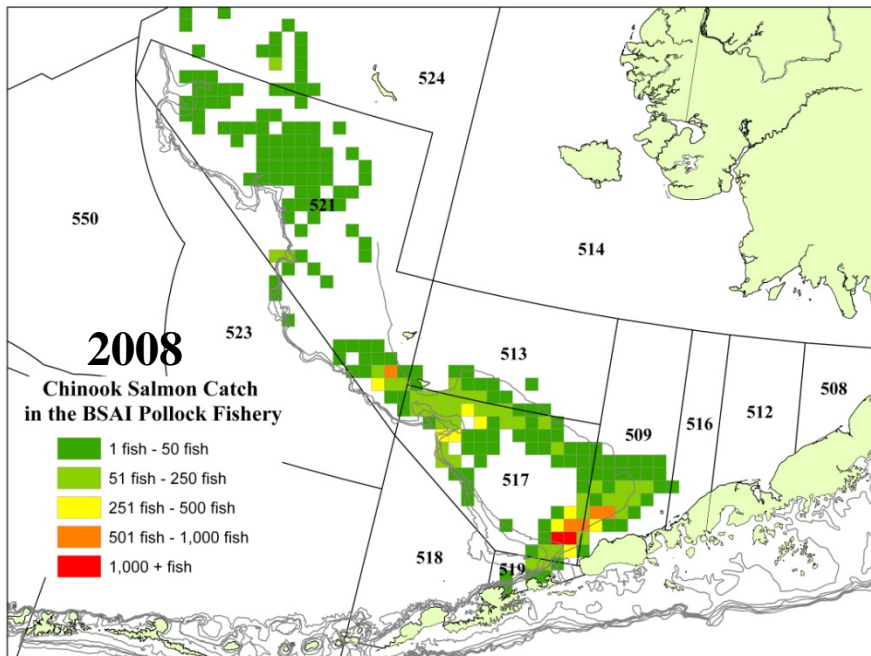 524
521
550
514
523
2008
513
Chinook Salmon Catch
in the BSAI Pollock Fishery
508
512
516
509
1 fish - 50 fish
51 fish - 250 fish
517
251 fish - 500 fish
501 fish - 1,000 fish
518
519
1,000 + fish